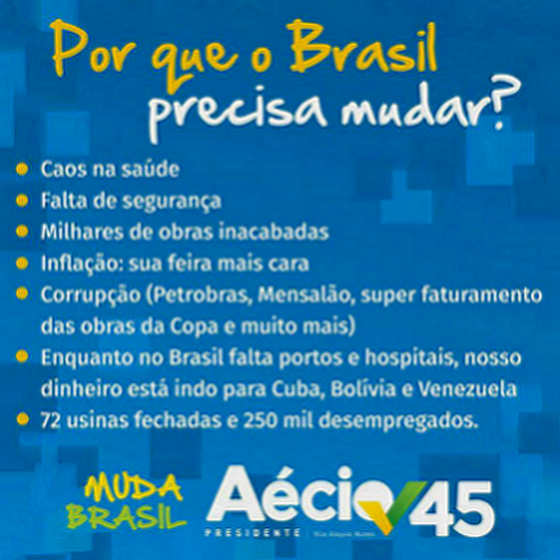 Por que o Brasil
precisa mudar?
Caos na saúde
Falta de segurança
Milhares de obras inacabadas
Inflação: sua feira mais cara
Corrupção (Petrobras, Mensalão, super faturamento
das obras da Copa e muito mais)
Enquanto no Brasil falta portos e hospitais, nosso
dinheiro está indo para Cuba, Bolívia e Venezuela
72 usinas fechadas e 250 mil desempregados.
MUDA
BRASIL
Aécio 45
PRESIDENTE